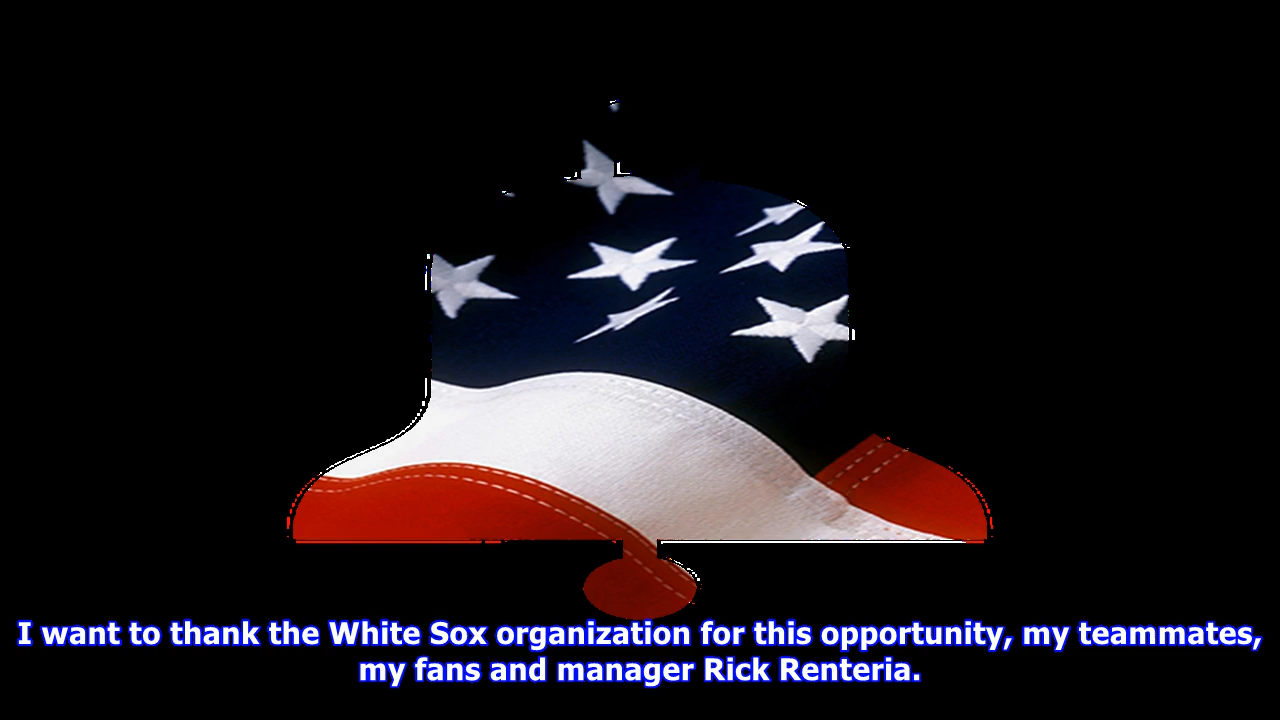 I want to thank the White Sox organization for this opportunity, my teammates,
my fans and manager Rick Renteria.